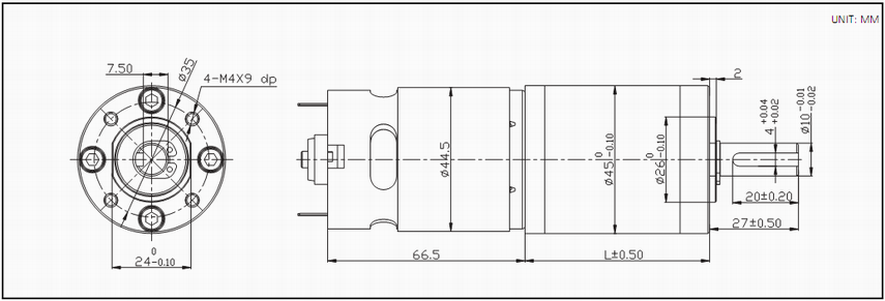 UNIT: MM
7.50
ø35
4-M4X9 dp
2
ø44.5
ø45 0 -0.10
ø26 0 -0.10
4 +0.04 +0.02
ø10 -0.01 -0.02
20±0.20
27±0.50
0
24-0.10
66.5
L±0.50